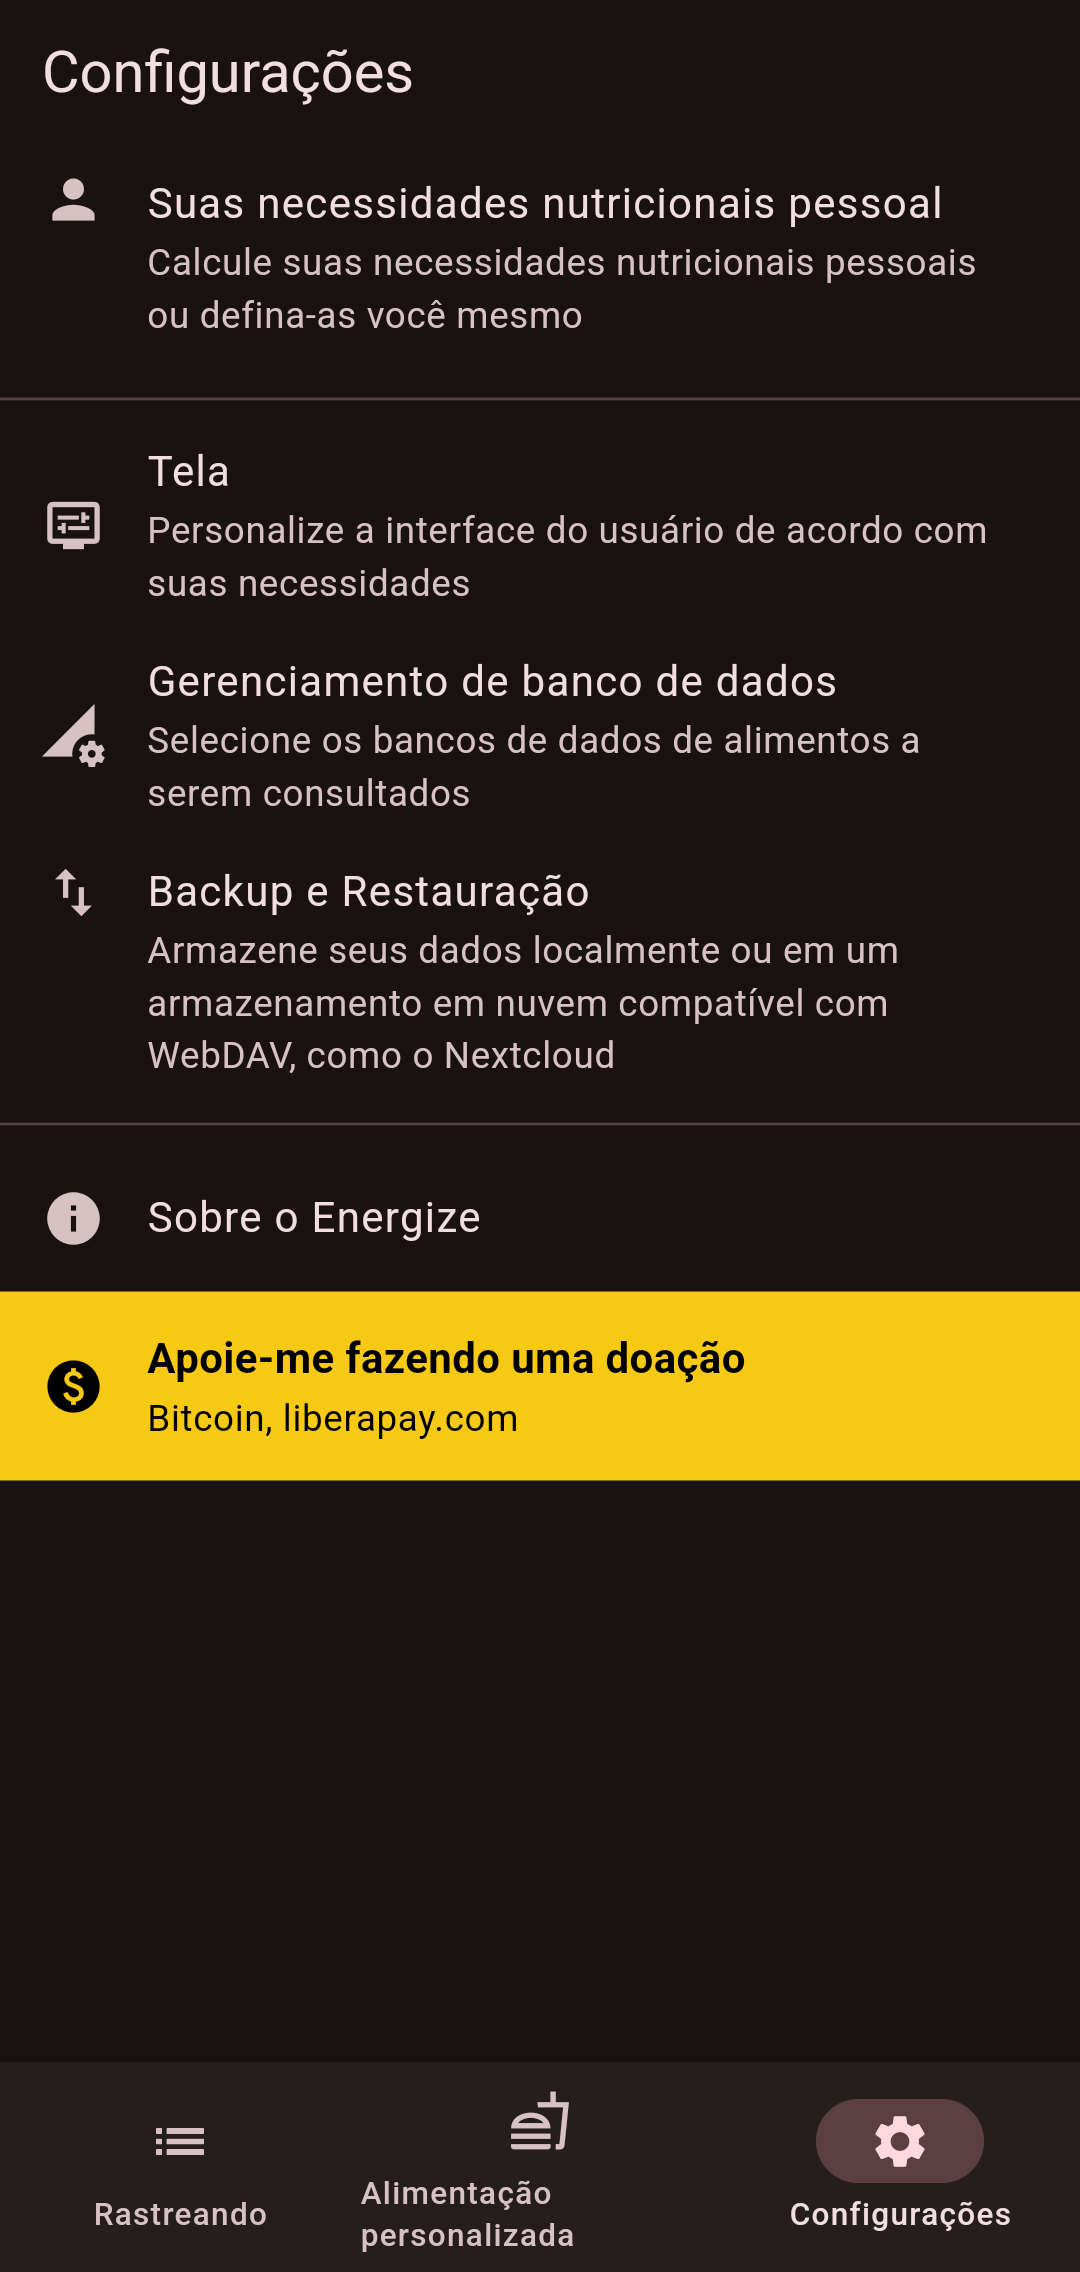 Configurações
Suas necessidades nutricionais pessoal
Calcule suas necessidades nutricionais pessoais
ou defina-as você mesmo
Tela
Personalize a interface do usuário de acordo com
suas necessidades
Gerenciamento de banco de dados
Selecione os bancos de dados de alimentos a
serem consultados
Backup e Restauração
Armazene seus dados localmente ou em um
armazenamento em nuvem compatível com
WebDAV, como o Nextcloud
Sobre o Energize
Apoie-me fazendo uma doação
Bitcoin, liberapay.com
Rastreando
Alimentação
personalizada
Configurações